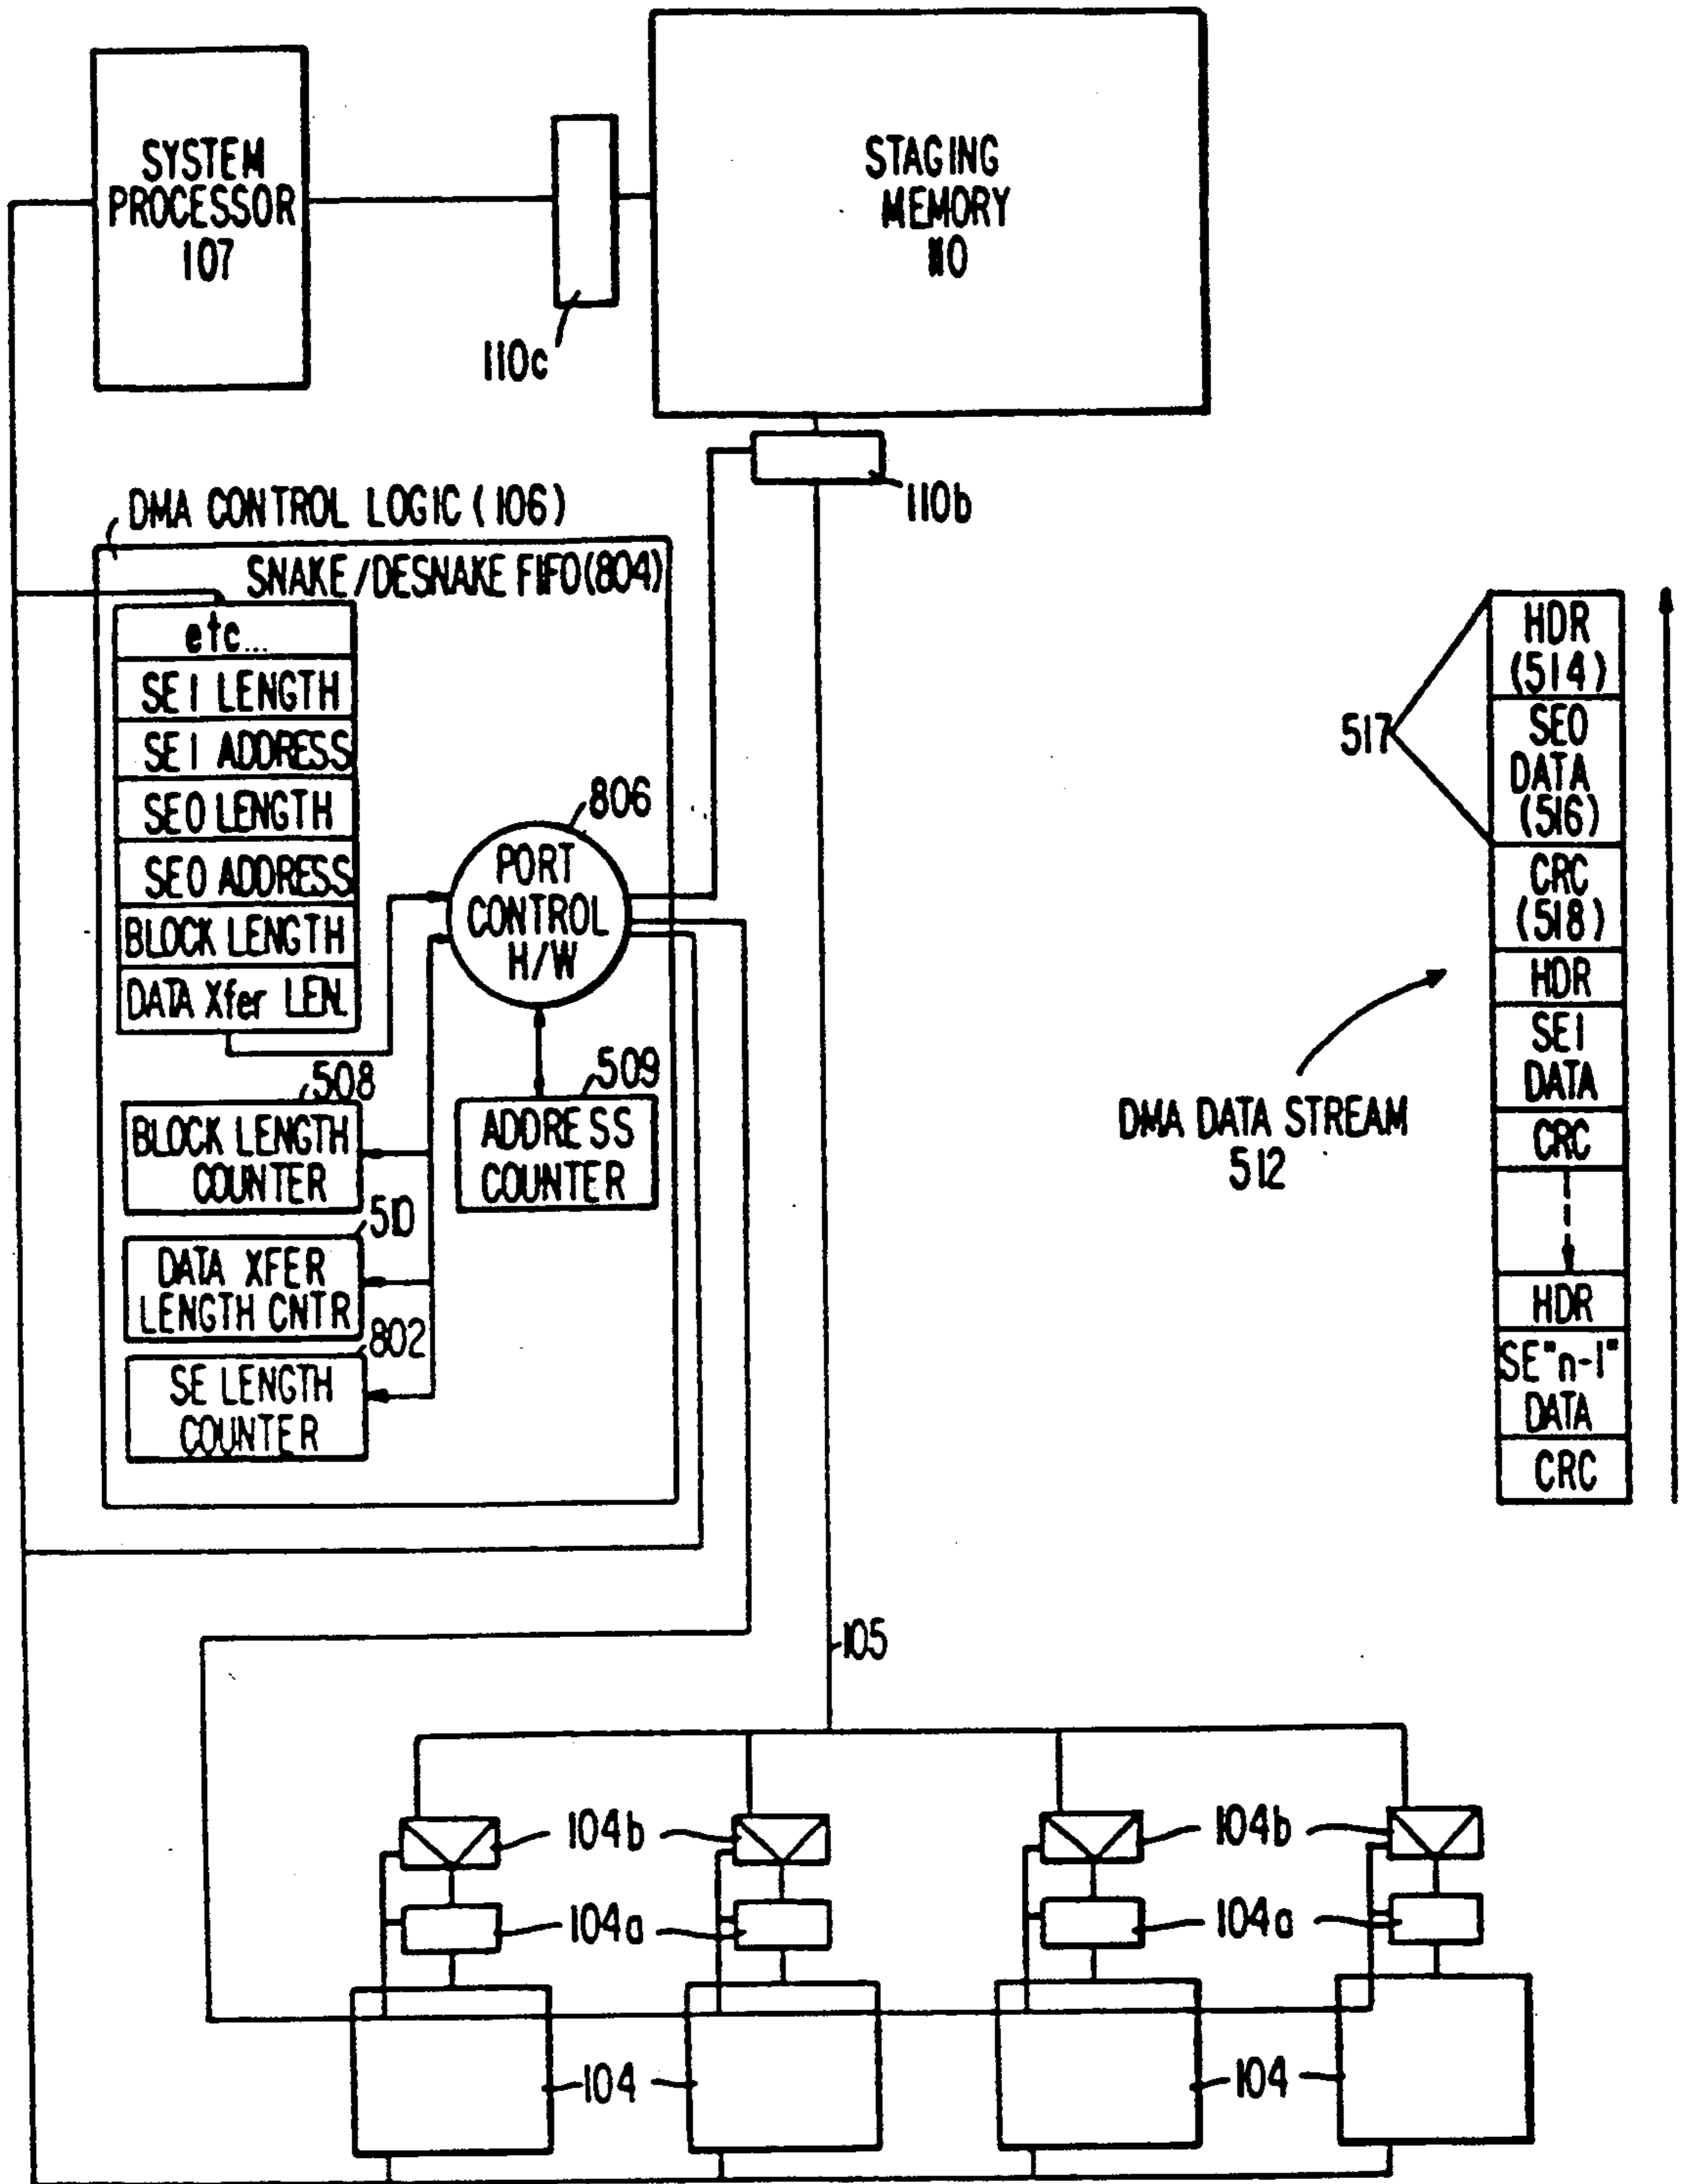 SYSTEM
PROCESSOR
107
STAGING
MEMORY
110
110c
110b
DMA CONTROL LOGIC (106)
SNAKE/DESNAKE FIFO(804)
etc...
SE1 LENGTH
SE1 ADDRESS
SE0 LENGTH
SE0 ADDRESS
BLOCK LENGTH
DATA Xfer LEN.
806
PORT
CONTROL
H/W
508
BLOCK LENGTH
COUNTER
509
ADDRESS
COUNTER
510
DATA XFER
LENGTH CNTR
802
SE LENGTH
COUNTER
517
HDR
(514)
SE0
DATA
(516)
CRC
(518)
HDR
SE1
DATA
CRC
HDR
SE"n-1"
DATA
CRC
DMA DATA STREAM
512
105
104b
104b
104a
104a
104
104